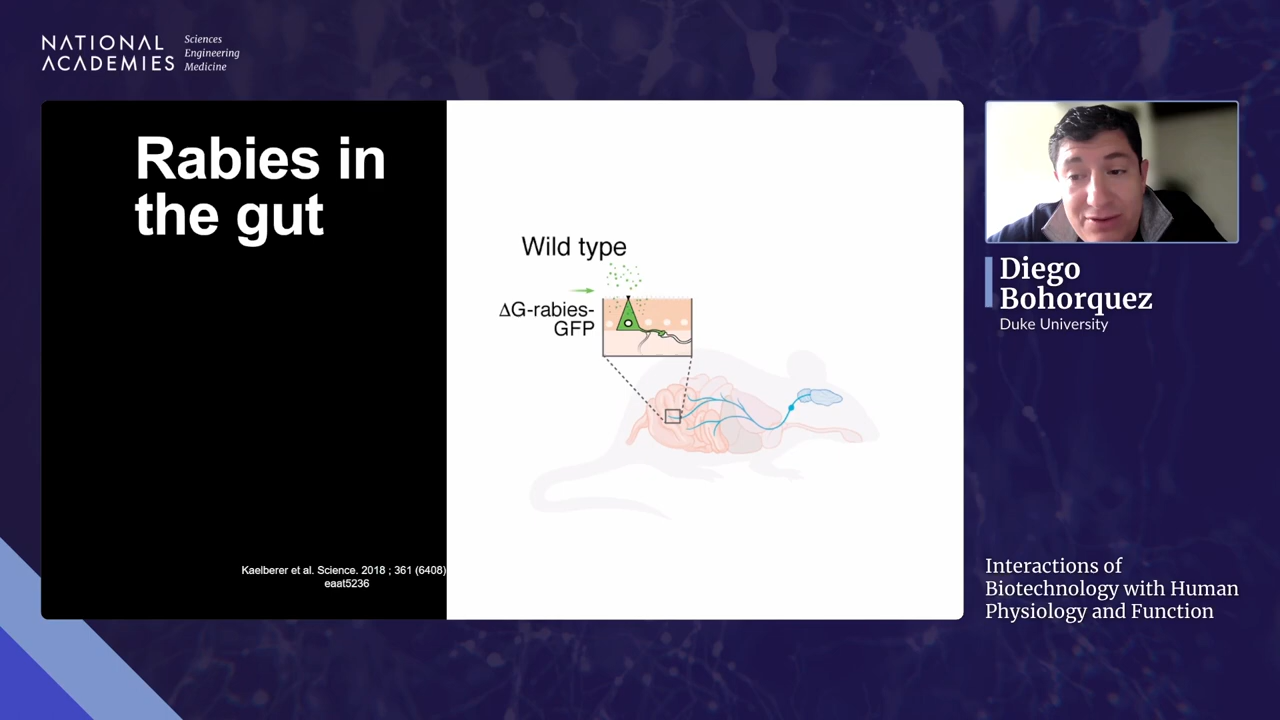 NATIONAL
ACADEMIES
Sciences
Engineering
Medicine
Rabies in
the gut
Kaelberer et al. Science. 2018 ; 361 (6408)
eaat5236
Wild type
ΔG-rabies-
GFP
Diego
Bohorquez
Duke University
Interactions of
Biotechnology with Human
Physiology and Function